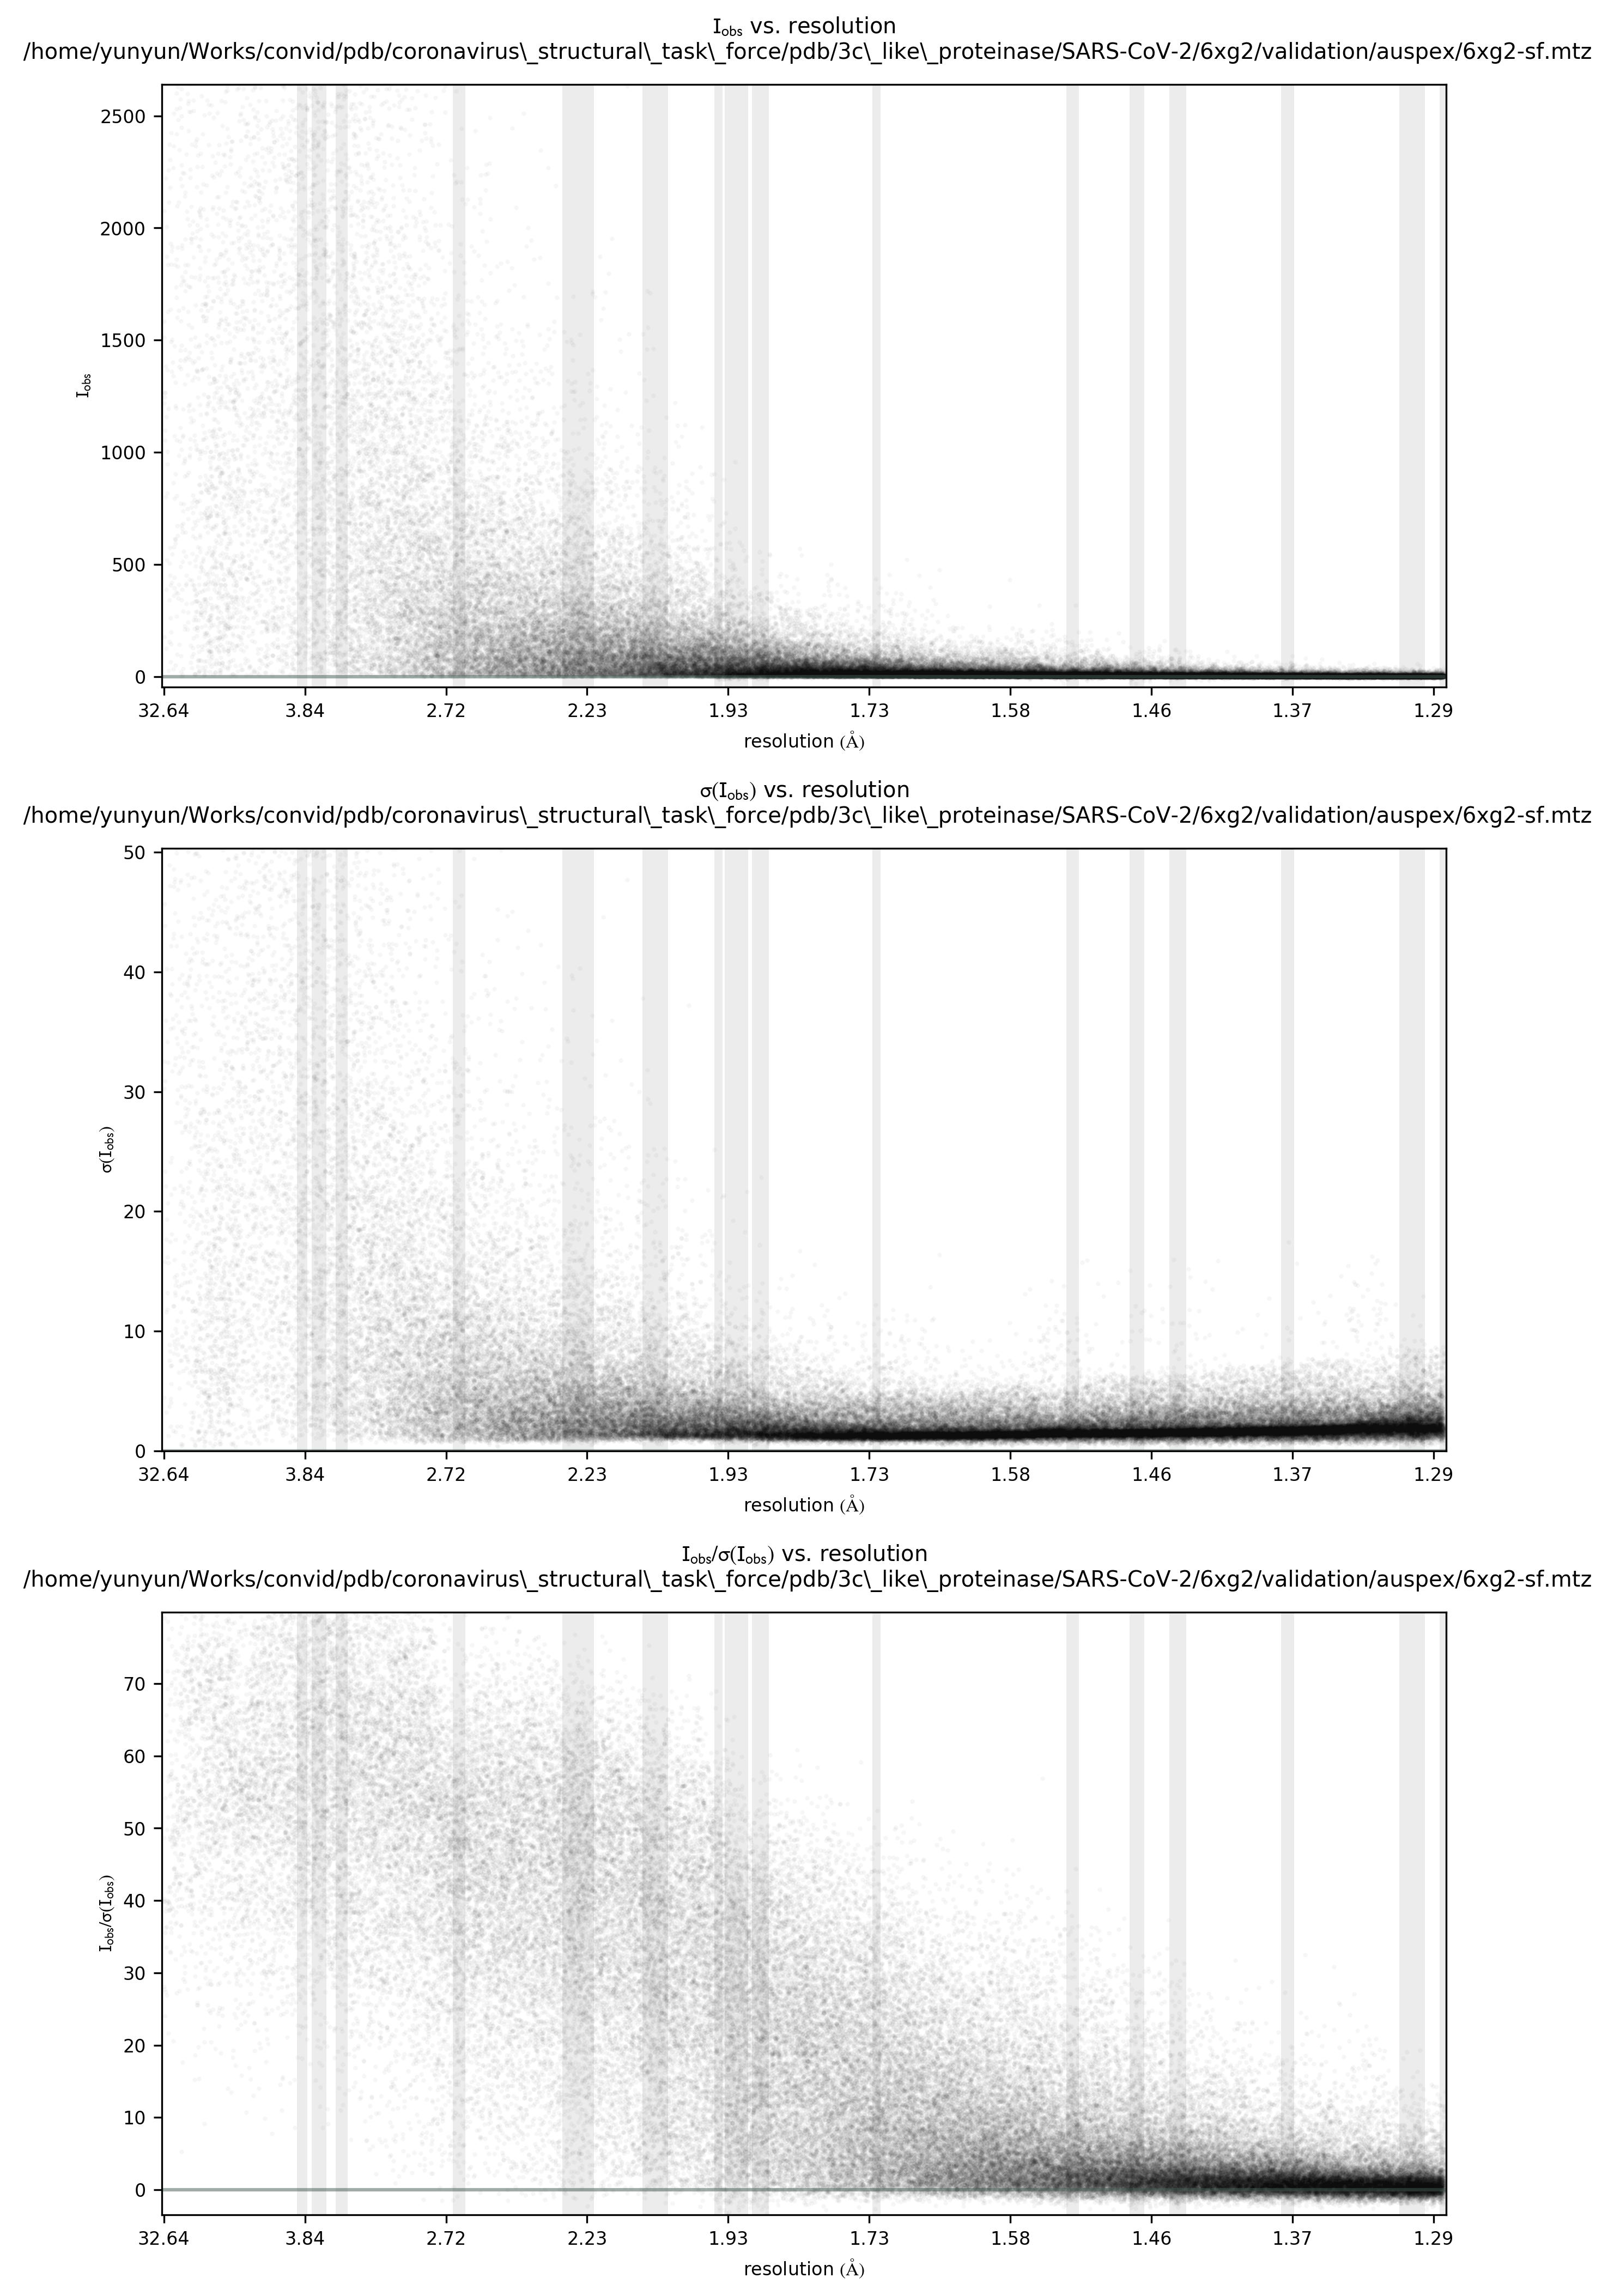 Iobs vs. resolution
/home/yunyun/Works/convid/pdb/coronavirus\_structural\_task\_force/pdb/3c\_like\_proteinase/SARS-CoV-2/6xg2/validation/auspex/6xg2-sf.mtz
2500
2000
1500
Iobs
1000
500
0
32.64 3.84 2.72 2.23 1.93 1.73 1.58 1.46 1.37 1.29
resolution (Å)
σ(Iobs) vs. resolution
/home/yunyun/Works/convid/pdb/coronavirus\_structural\_task\_force/pdb/3c\_like\_proteinase/SARS-CoV-2/6xg2/validation/auspex/6xg2-sf.mtz
50
40
30
σ(Iobs)
20
10
0
32.64 3.84 2.72 2.23 1.93 1.73 1.58 1.46 1.37 1.29
resolution (Å)
Iobs/σ(Iobs) vs. resolution
/home/yunyun/Works/convid/pdb/coronavirus\_structural\_task\_force/pdb/3c\_like\_proteinase/SARS-CoV-2/6xg2/validation/auspex/6xg2-sf.mtz
70
60
50
40
Iobs/σ(Iobs)
30
20
10
0
32.64 3.84 2.72 2.23 1.93 1.73 1.58 1.46 1.37 1.29
resolution (Å)